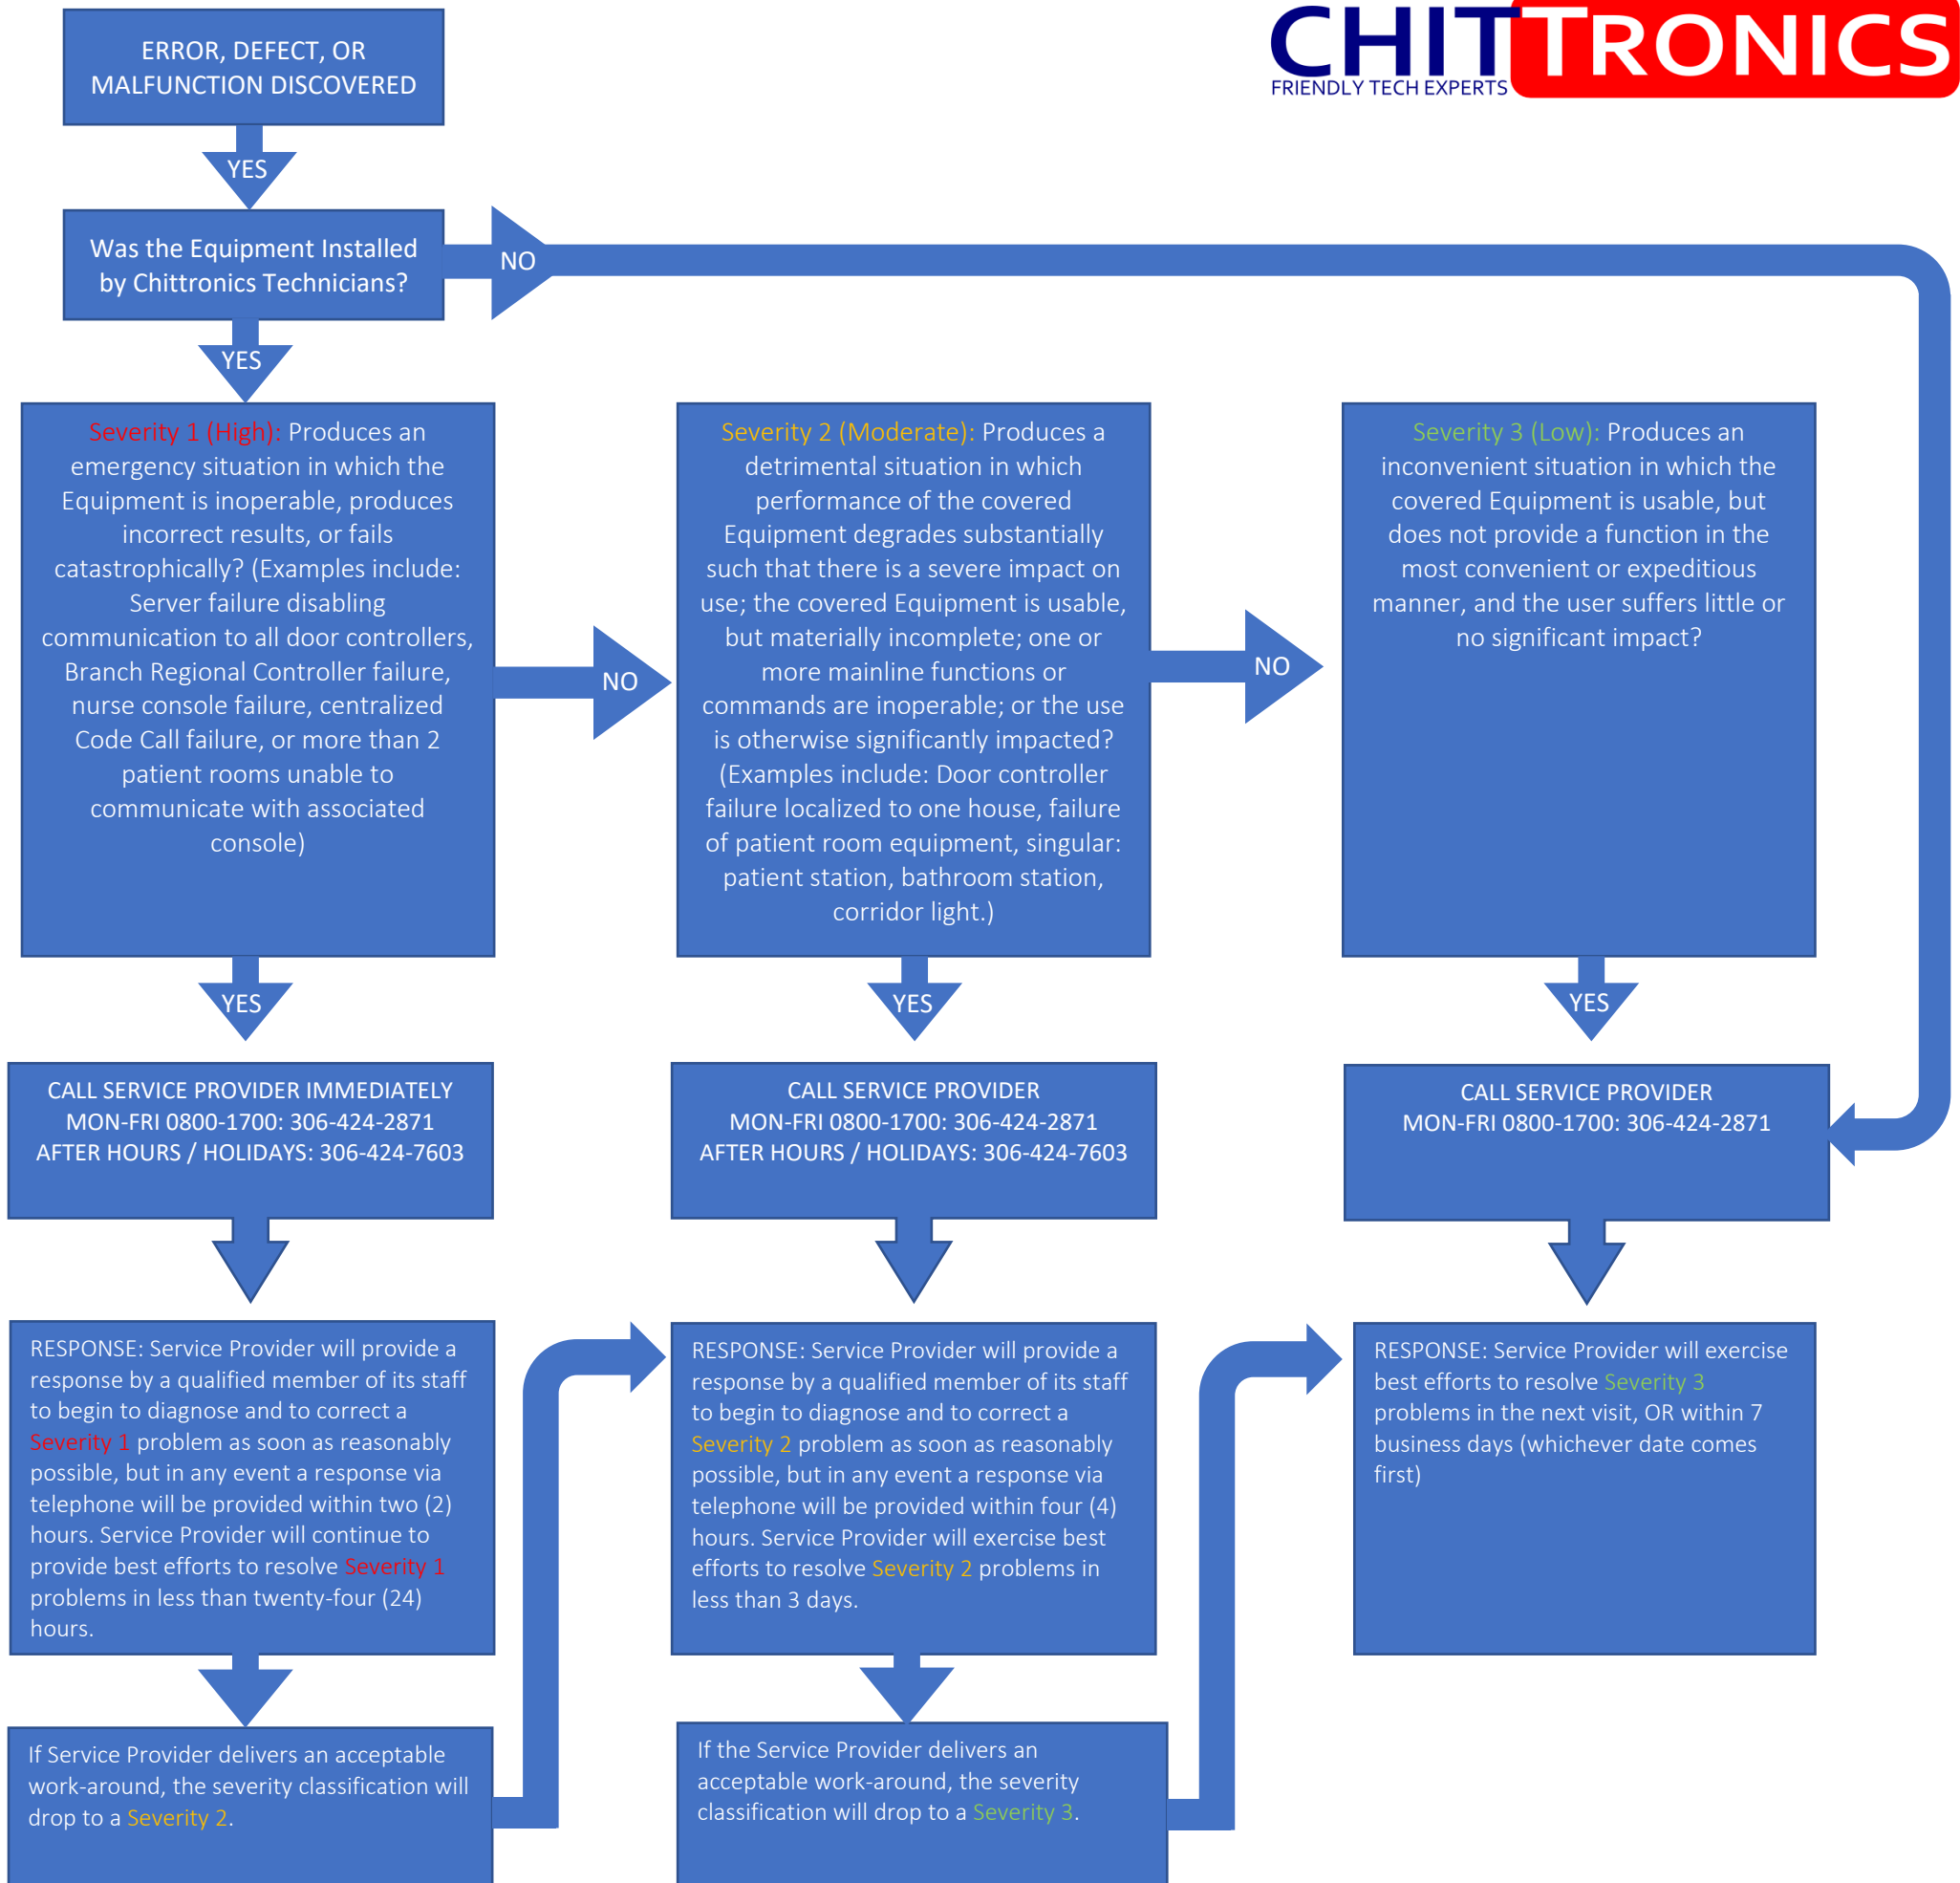 CHITTRONICS
FRIENDLY TECH EXPERTS
ERROR, DEFECT, OR
MALFUNCTION DISCOVERED
YES
Was the Equipment Installed
by Chittronics Technicians?
NO
YES
Severity 1 (High): Produces an
emergency situation in which the
Equipment is inoperable, produces
incorrect results, or fails
catastrophically? (Examples include:
Server failure disabling
communication to all door controllers,
Branch Regional Controller failure,
nurse console failure, centralized
Code Call failure, or more than 2
patient rooms unable to
communicate with associated
console)
NO
Severity 2 (Moderate): Produces a
detrimental situation in which
performance of the covered
Equipment degrades substantially
such that there is a severe impact on
use; the covered Equipment is usable,
but materially incomplete; one or
more mainline functions or
commands are inoperable; or the use
is otherwise significantly impacted?
(Examples include: Door controller
failure localized to one house, failure
of patient room equipment, singular:
patient station, bathroom station,
corridor light.)
NO
Severity 3 (Low): Produces an
inconvenient situation in which the
covered Equipment is usable, but
does not provide a function in the
most convenient or expeditious
manner, and the user suffers little or
no significant impact?
YES
YES
YES
CALL SERVICE PROVIDER IMMEDIATELY
MON-FRI 0800-1700: 306-424-2871
AFTER HOURS / HOLIDAYS: 306-424-7603
CALL SERVICE PROVIDER
MON-FRI 0800-1700: 306-424-2871
AFTER HOURS / HOLIDAYS: 306-424-7603
CALL SERVICE PROVIDER
MON-FRI 0800-1700: 306-424-2871
RESPONSE: Service Provider will provide a
response by a qualified member of its staff
to begin to diagnose and to correct a
Severity 1 problem as soon as reasonably
possible, but in any event a response via
telephone will be provided within two (2)
hours. Service Provider will continue to
provide best efforts to resolve Severity 1
problems in less than twenty-four (24)
hours.
RESPONSE: Service Provider will provide a
response by a qualified member of its staff
to begin to diagnose and to correct a
Severity 2 problem as soon as reasonably
possible, but in any event a response via
telephone will be provided within four (4)
hours. Service Provider will exercise best
efforts to resolve Severity 2 problems in
less than 3 days.
RESPONSE: Service Provider will exercise
best efforts to resolve Severity 3
problems in the next visit, OR within 7
business days (whichever date comes
first)
If Service Provider delivers an acceptable
work-around, the severity classification will
drop to a Severity 2.
If the Service Provider delivers an
acceptable work-around, the severity
classification will drop to a Severity 3.